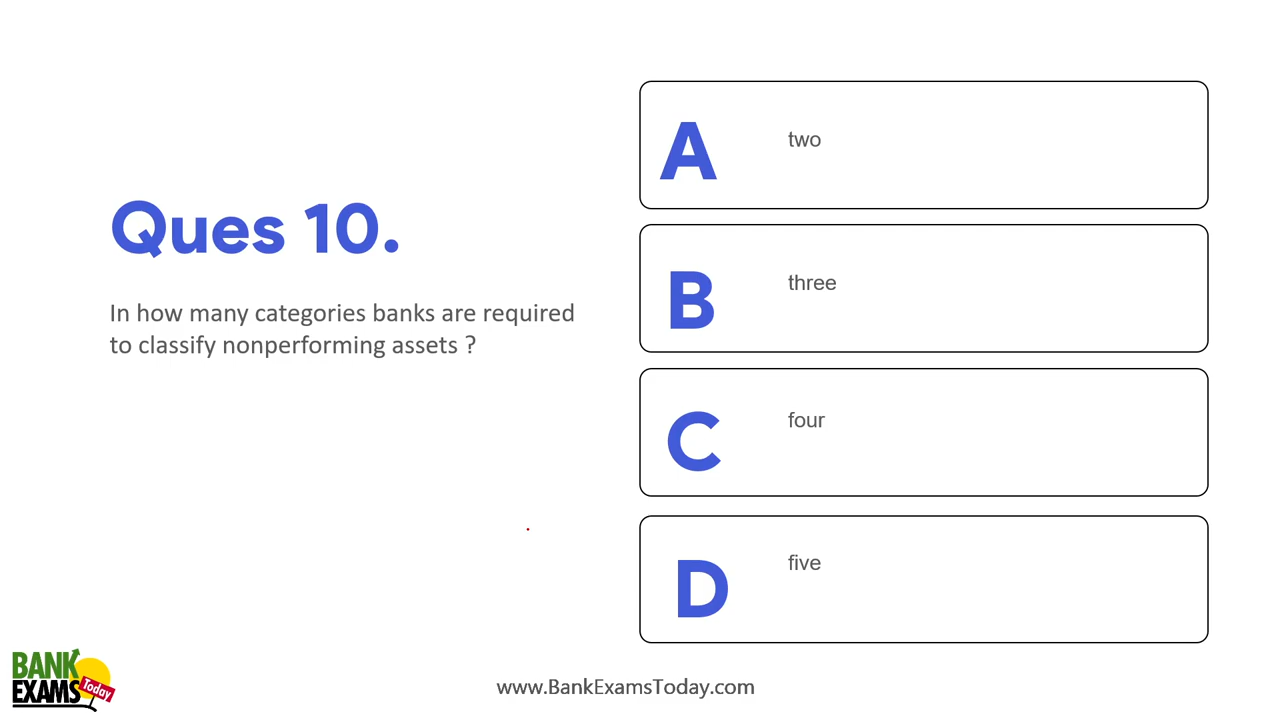 Ques 10.
In how many categories banks are required
to classify nonperforming assets ?
A
two
B
three
C
four
D
five
BANK
EXAMS
Today
www.BankExamsToday.com